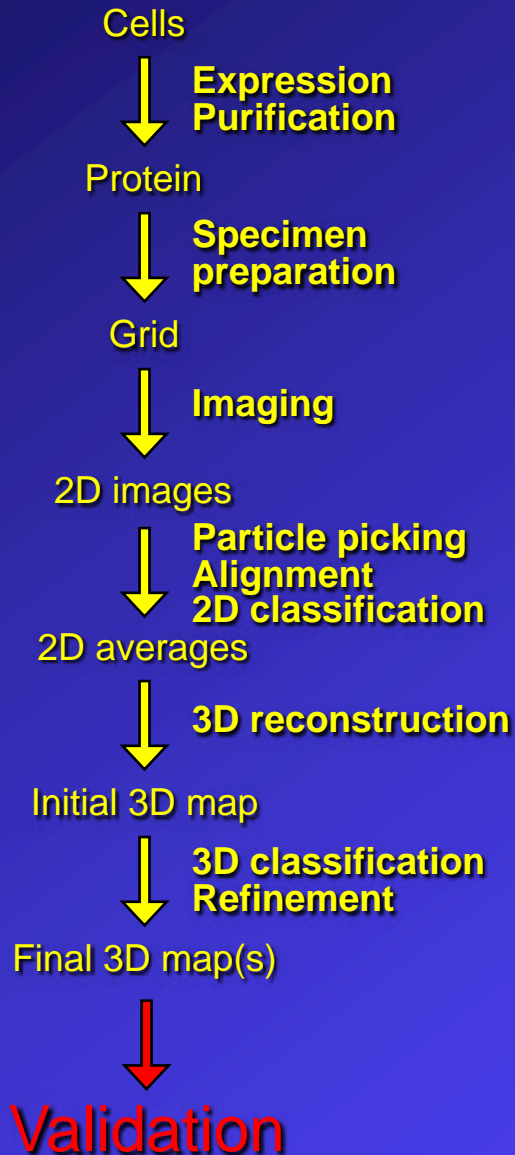 Cells
Expression
Purification
Protein
Specimen
preparation
Grid
Imaging
2D images
Particle picking
Alignment
2D classification
2D averages
3D reconstruction
Initial 3D map
3D classification
Refinement
Final 3D map(s)
Validation